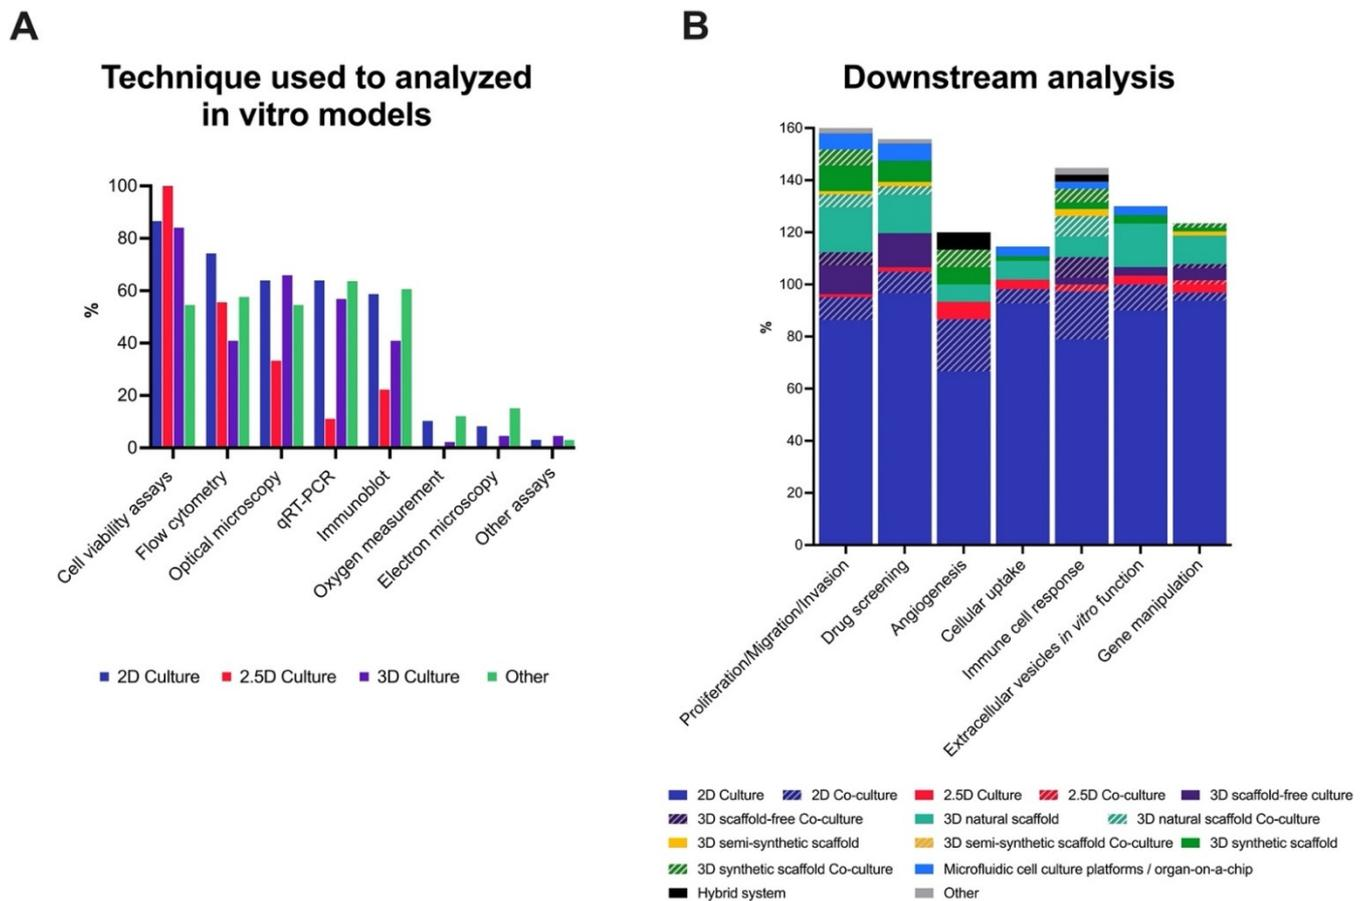 A
Technique used to analyzed
in vitro models
%
100
80
60
40
20
0
Cell viability assays
Flow cytometry
Optical microscopy
qRT-PCR
Immunoblot
Oxygen measurement
Electron microscopy
Other assays
2D Culture 2.5D Culture 3D Culture Other
B
Downstream analysis
%
160
140
120
100
80
60
40
20
0
Proliferation/Migration/Invasion
Drug screening
Angiogenesis
Cellular uptake
Immune cell response
Extracellular vesicles in vitro function
Gene manipulation
2D Culture 2D Co-culture 2.5D Culture 2.5D Co-culture 3D scaffold-free culture
3D scaffold-free Co-culture 3D natural scaffold 3D natural scaffold Co-culture
3D semi-synthetic scaffold 3D semi-synthetic scaffold Co-culture 3D synthetic scaffold
3D synthetic scaffold Co-culture Microfluidic cell culture platforms / organ-on-a-chip
Hybrid system Other